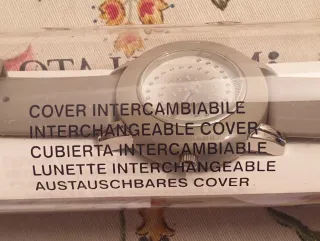 COVER INTERCAMBIABILE
INTERCHANGEABLE COVER
CUBIERTA INTERCAMBIABLE
LUNETTE INTERCHANGEABLE
AUSTAUSCHBARES COVER